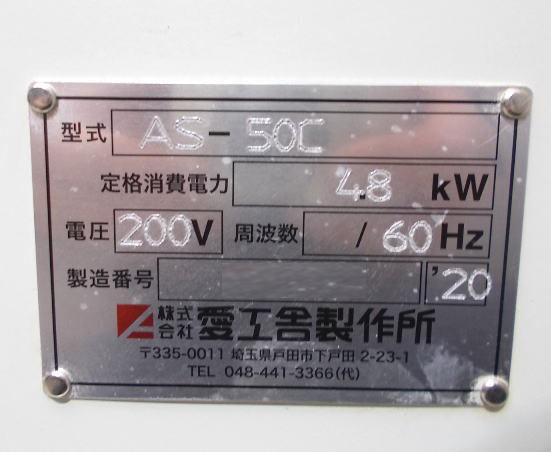 型式 AS-50C
定格消費電力 4.8 kW
電圧 200V 周波数 / 60 Hz
製造番号 '20
株式会社 愛工舎製作所
〒335-0011 埼玉県戸田市下戸田 2-23-1
TEL 048-441-3366(代)